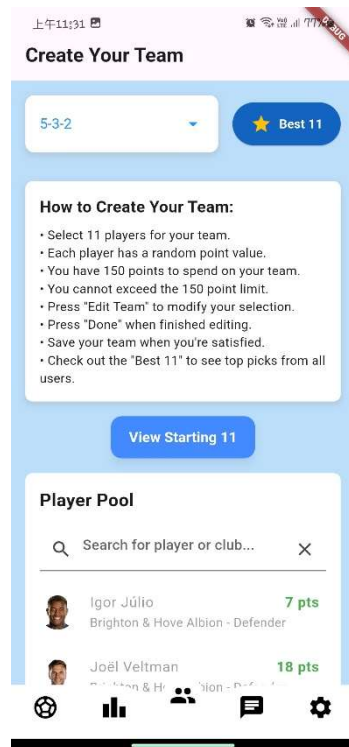 上午11:31
77%
Create Your Team
5-3-2
Best 11
How to Create Your Team:
• Select 11 players for your team.
• Each player has a random point value.
• You have 150 points to spend on your team.
• You cannot exceed the 150 point limit.
• Press "Edit Team" to modify your selection.
• Press "Done" when finished editing.
• Save your team when you're satisfied.
• Check out the "Best 11" to see top picks from all
users.
View Starting 11
Player Pool
Search for player or club...
Igor Júlio
7 pts
Brighton & Hove Albion - Defender
Joël Veltman
18 pts